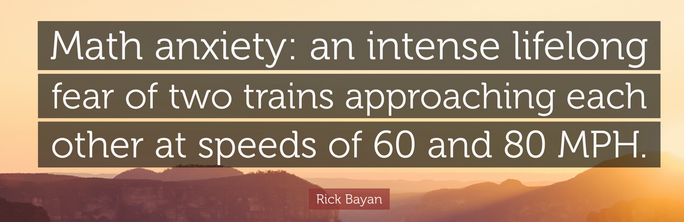 Math anxiety: an intense lifelong
fear of two trains approaching each
other at speeds of 60 and 80 MPH.
Rick Bayan